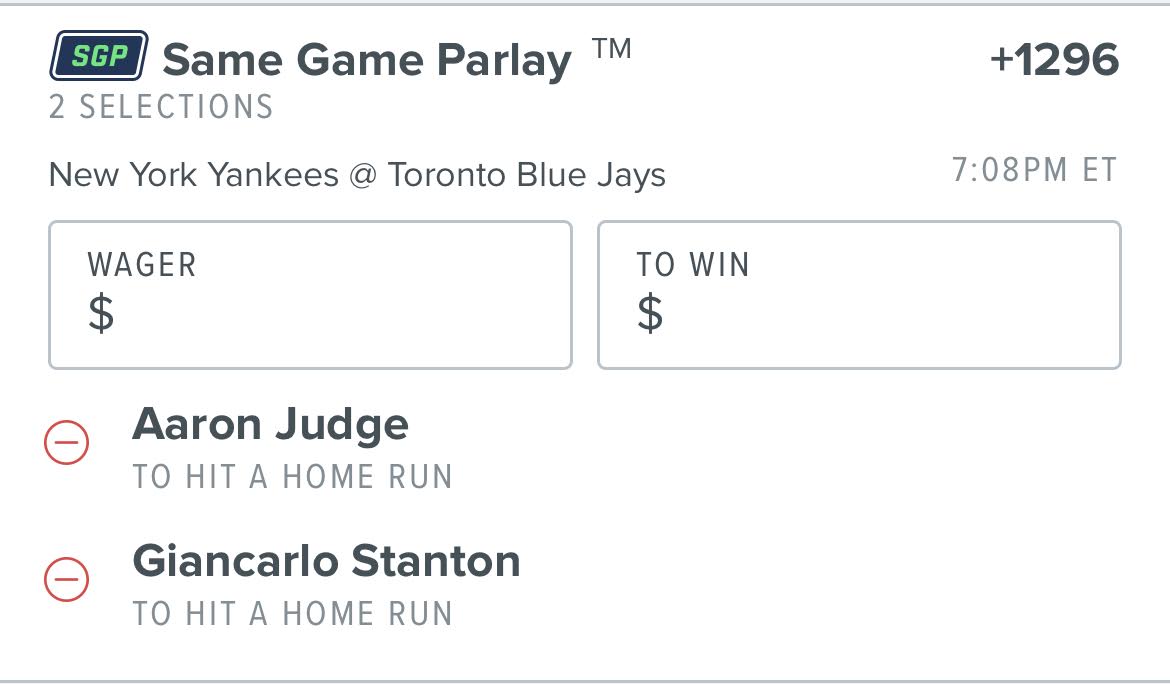 SGP Same Game Parlay ™ +1296
2 SELECTIONS
New York Yankees @ Toronto Blue Jays 7:08PM ET
WAGER TO WIN
$ $
Aaron Judge
TO HIT A HOME RUN
Giancarlo Stanton
TO HIT A HOME RUN